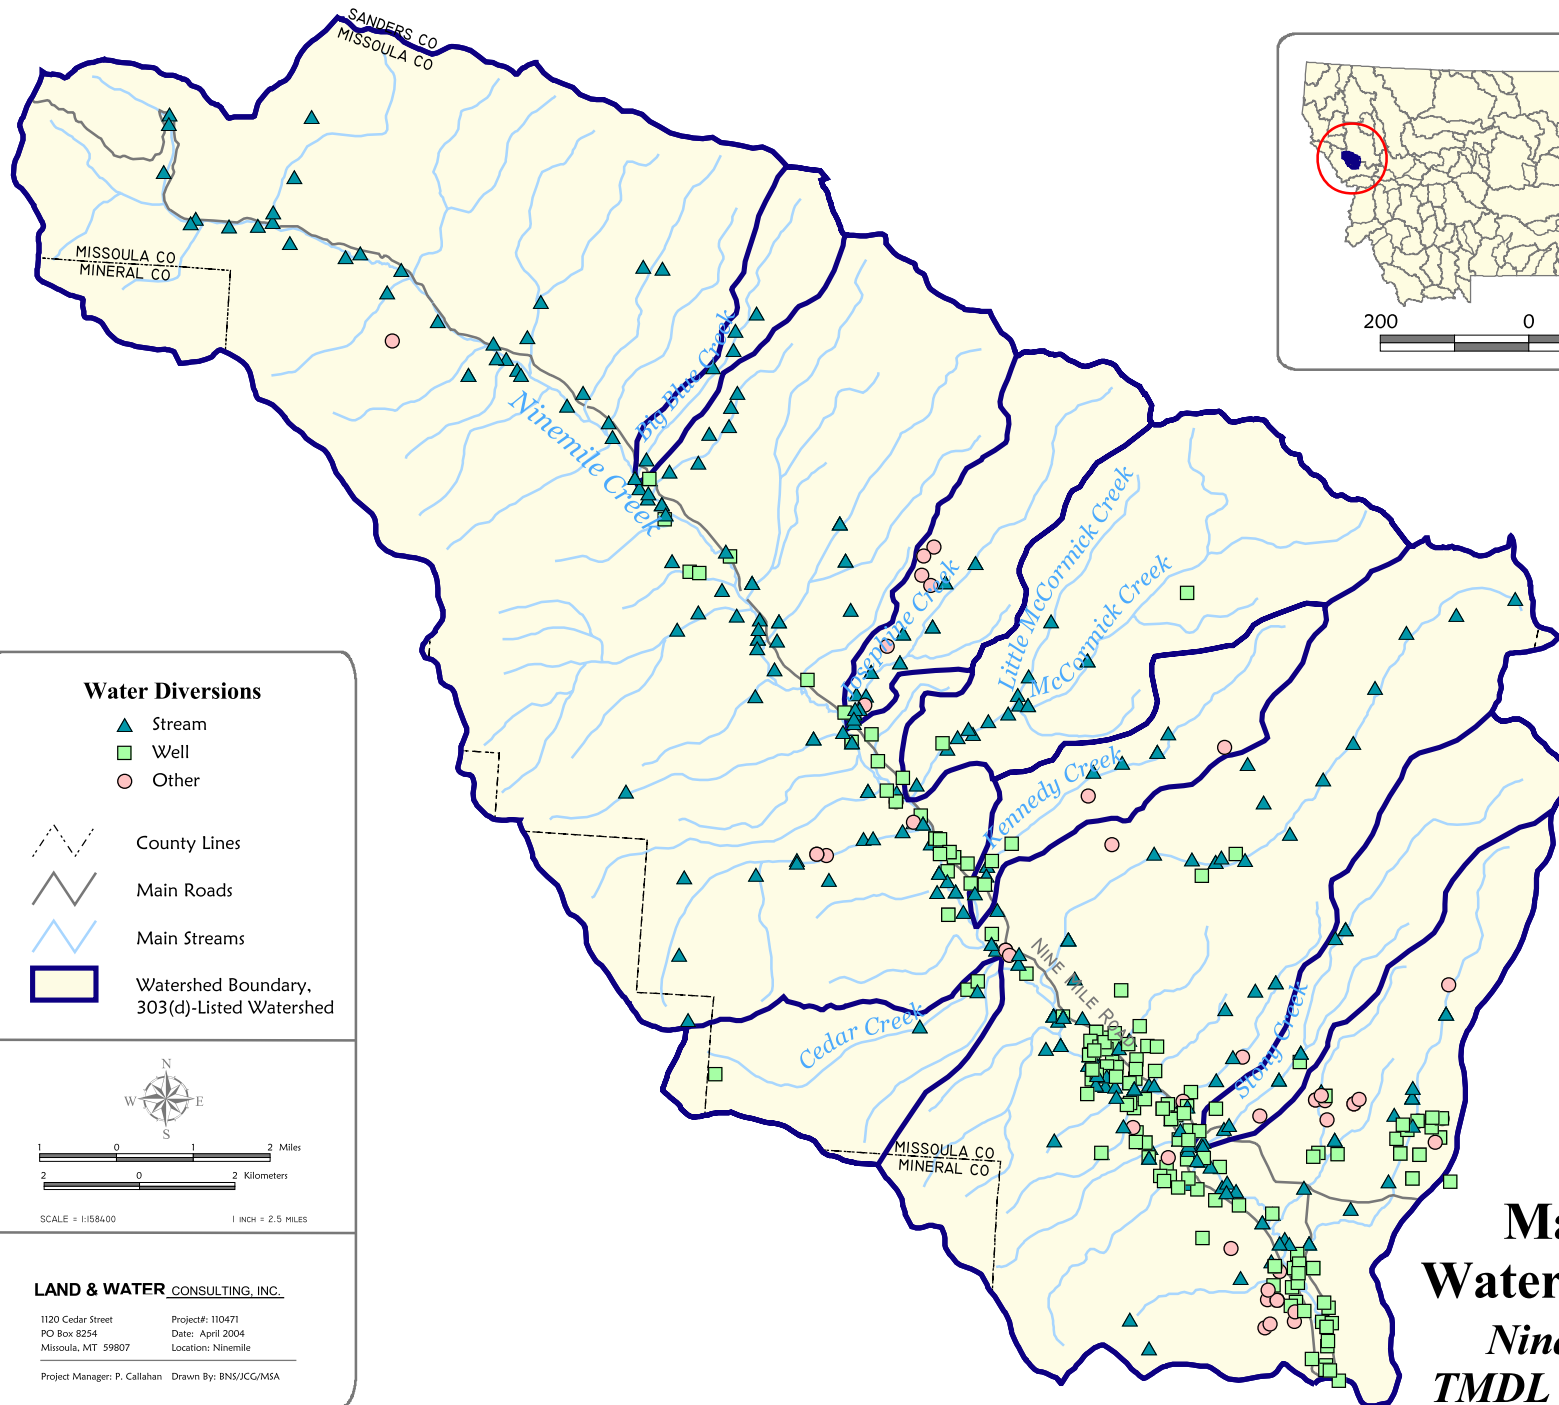 SANDERS CO
MISSOULA CO
MISSOULA CO
MINERAL CO
200 0
Big Blue Creek
Ninemile Creek
Josephine Creek
Little McCormick Creek
McCormick Creek
Kennedy Creek
NINE MILE ROAD
Cedar Creek
Stony Creek
MISSOULA CO
MINERAL CO
Water Diversions
Stream
Well
Other
County Lines
Main Roads
Main Streams
Watershed Boundary,
303(d)-Listed Watershed
N
W E
S
1 0 1 2 Miles
2 0 2 Kilometers
SCALE = 1:158400 1 INCH = 2.5 MILES
LAND & WATER CONSULTING, INC.
1120 Cedar Street Project#: 110471
PO Box 8254 Date: April 2004
Missoula, MT 59807 Location: Ninemile
Project Manager: P. Callahan Drawn By: BNS/JCG/MSA
Ma
Water
Nine
TMDL